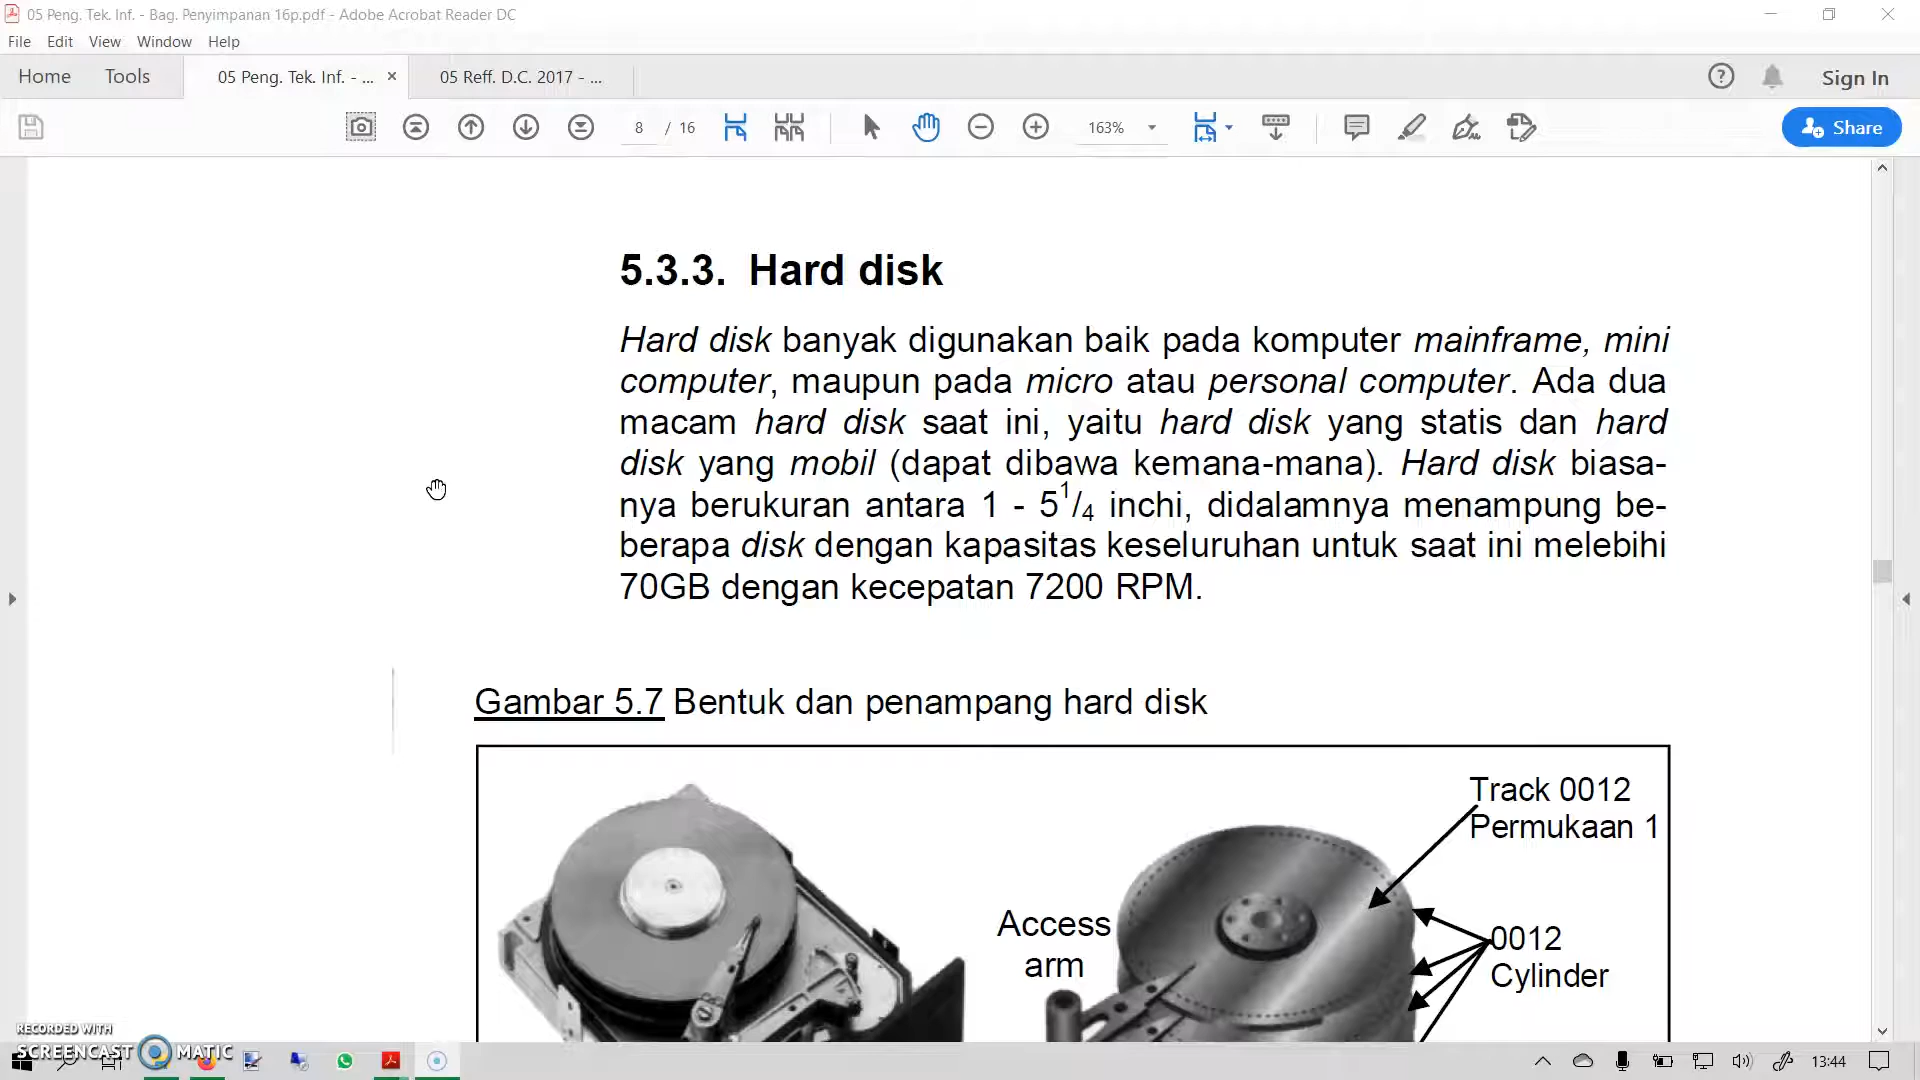 05 Peng. Tek. Inf. - Bag. Penyimpanan 16p.pdf - Adobe Acrobat Reader DC
File Edit View Window Help
Home Tools 05 Peng. Tek. Inf. - ... 05 Reff. D.C. 2017 - ... Sign In
8 / 16 163% Share
5.3.3. Hard disk
Hard disk banyak digunakan baik pada komputer mainframe, mini
computer, maupun pada micro atau personal computer. Ada dua
macam hard disk saat ini, yaitu hard disk yang statis dan hard
disk yang mobil (dapat dibawa kemana-mana). Hard disk biasa-
nya berukuran antara 1 - 5 1/4 inchi, didalamnya menampung be-
berapa disk dengan kapasitas keseluruhan untuk saat ini melebihi
70GB dengan kecepatan 7200 RPM.
Gambar 5.7 Bentuk dan penampang hard disk
Track 0012
Permukaan 1
Access
arm
0012
Cylinder
RECORDED WITH
SCREENCAST MATIC
13:44